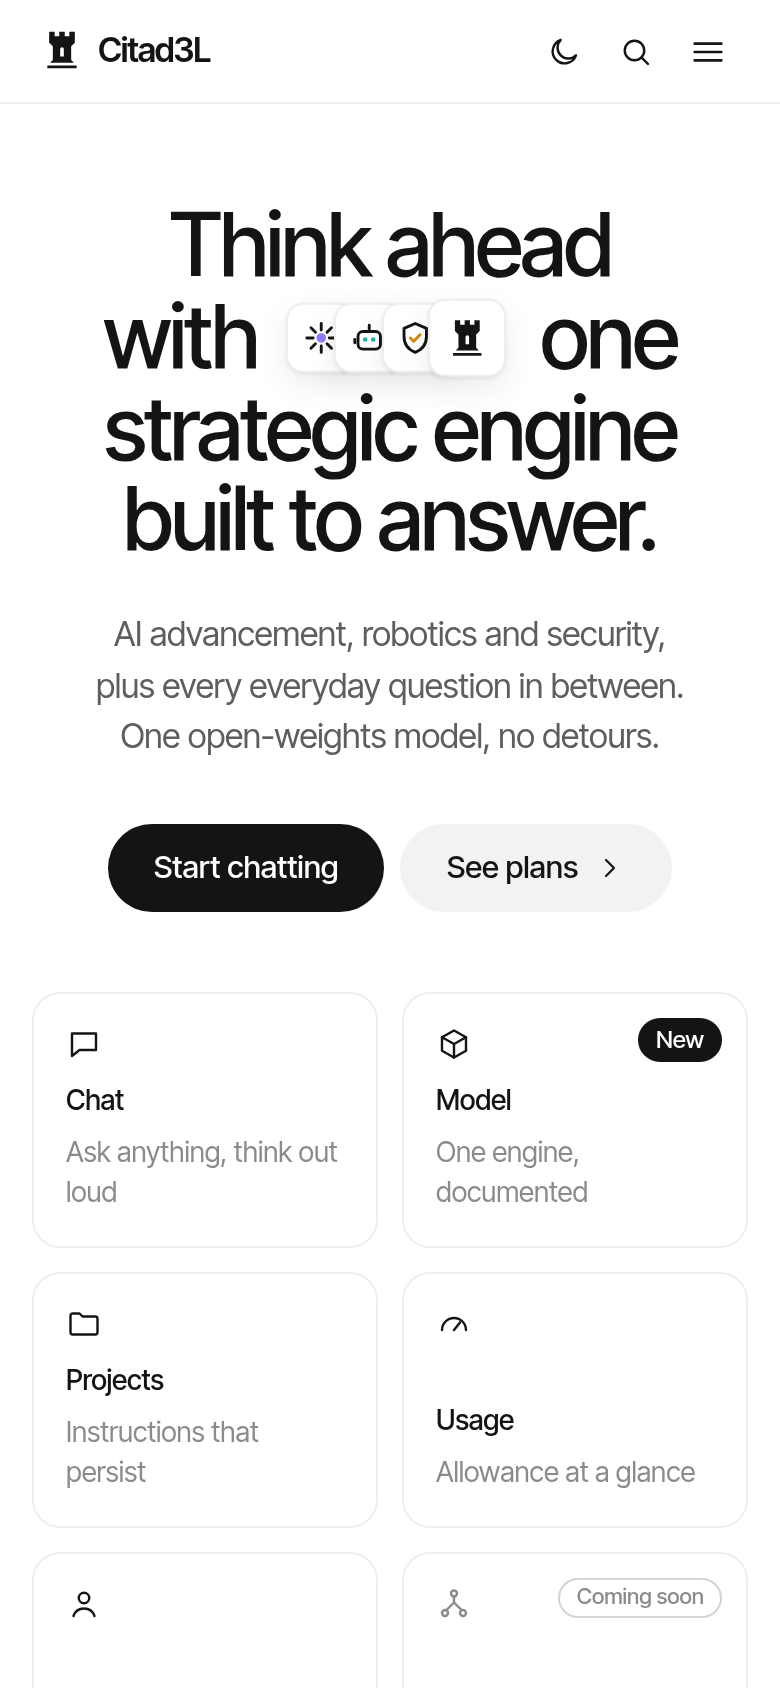 Citad3L
Think ahead
with one
strategic engine
built to answer.
AI advancement, robotics and security,
plus every everyday question in between.
One open-weights model, no detours.
Start chatting
See plans
Chat
Ask anything, think out
loud
New
Model
One engine,
documented
Projects
Instructions that
persist
Usage
Allowance at a glance
Coming soon